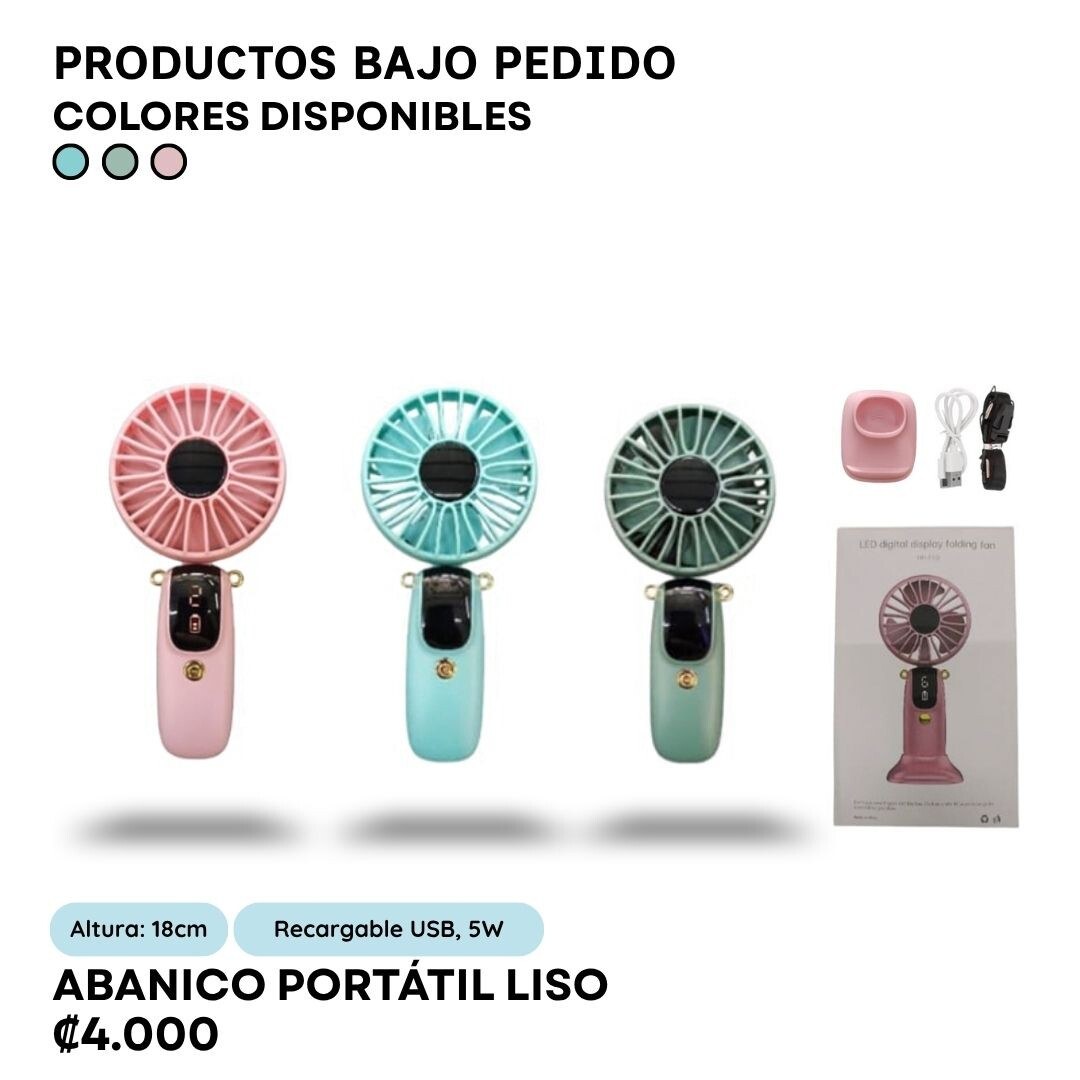 PRODUCTOS BAJO PEDIDO
COLORES DISPONIBLES
LED digital display folding fan
Altura: 18cm
Recargable USB, 5W
ABANICO PORTÁTIL LISO
₡4.000